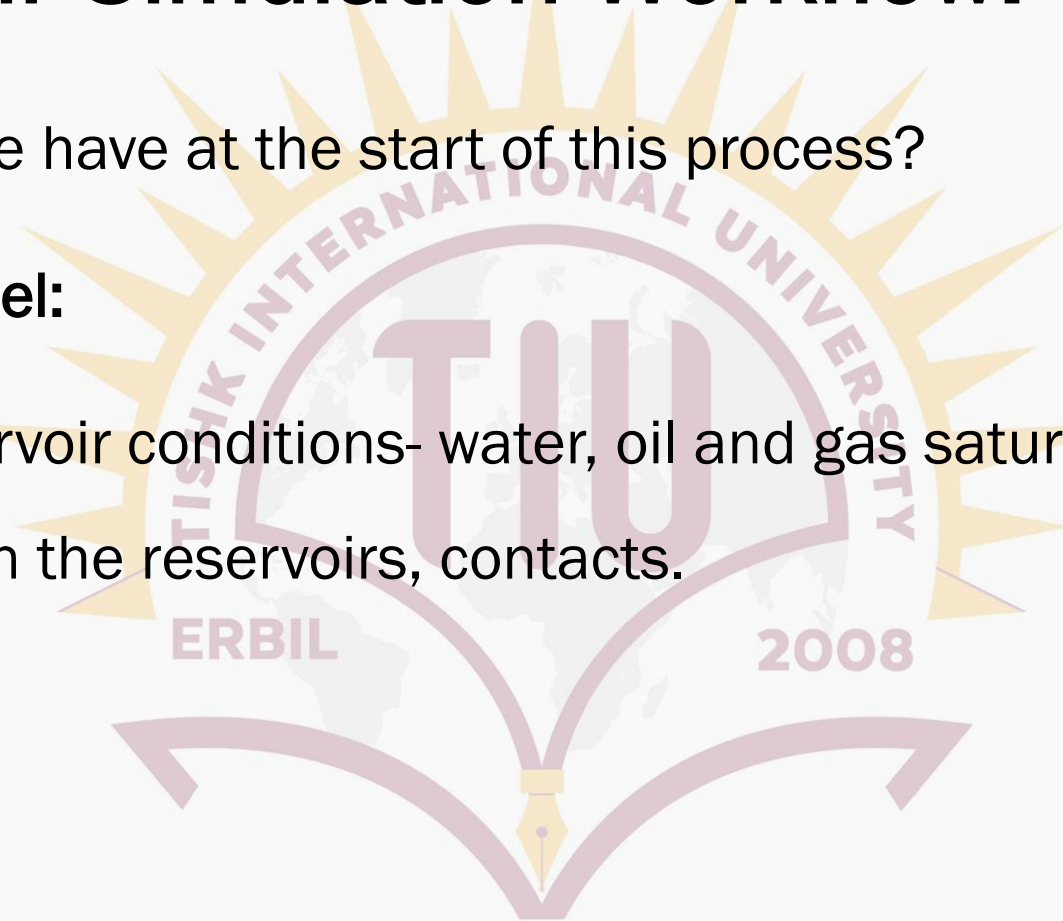 Simulation Workflow:
e have at the start of this process?
el:
rvoir conditions- water, oil and gas satur
n the reservoirs, contacts.
TISHK INTERNATIONAL UNIVERSITY
TIU
ERBIL
2008